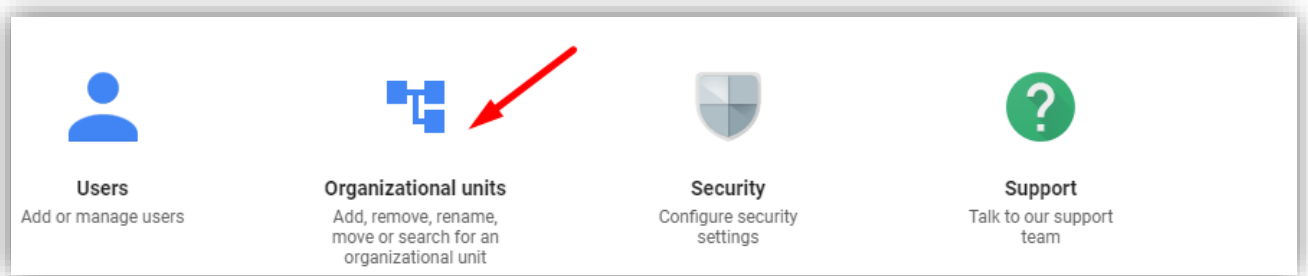 Users
Add or manage users
Organizational units
Add, remove, rename,
move or search for an
organizational unit
Security
Configure security
settings
Support
Talk to our support
team